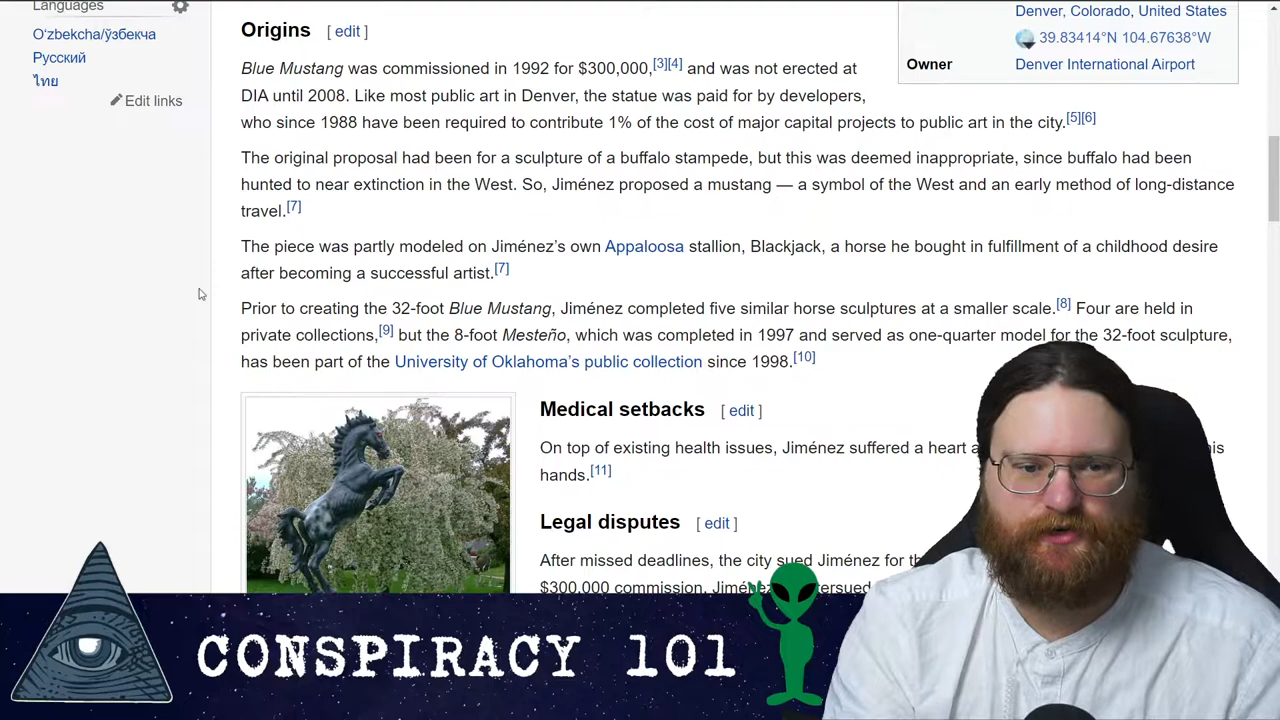 Languages
Oʻzbekcha/ўзбекча
Русский
ไทย
Edit links
Denver, Colorado, United States
39.83414°N 104.67638°W
Owner Denver International Airport
Origins [ edit ]
Blue Mustang was commissioned in 1992 for $300,000,[3][4] and was not erected at
DIA until 2008. Like most public art in Denver, the statue was paid for by developers,
who since 1988 have been required to contribute 1% of the cost of major capital projects to public art in the city.[5][6]
The original proposal had been for a sculpture of a buffalo stampede, but this was deemed inappropriate, since buffalo had been
hunted to near extinction in the West. So, Jiménez proposed a mustang — a symbol of the West and an early method of long-distance
travel.[7]
The piece was partly modeled on Jiménez’s own Appaloosa stallion, Blackjack, a horse he bought in fulfillment of a childhood desire
after becoming a successful artist.[7]
Prior to creating the 32-foot Blue Mustang, Jiménez completed five similar horse sculptures at a smaller scale.[8] Four are held in
private collections,[9] but the 8-foot Mesteño, which was completed in 1997 and served as one-quarter model for the 32-foot sculpture,
has been part of the University of Oklahoma’s public collection since 1998.[10]
Medical setbacks [ edit ]
On top of existing health issues, Jiménez suffered a heart
hands.[11]
Legal disputes [ edit ]
After missed deadlines, the city sued Jiménez for
$300,000 commission.
CONSPIRACY 101